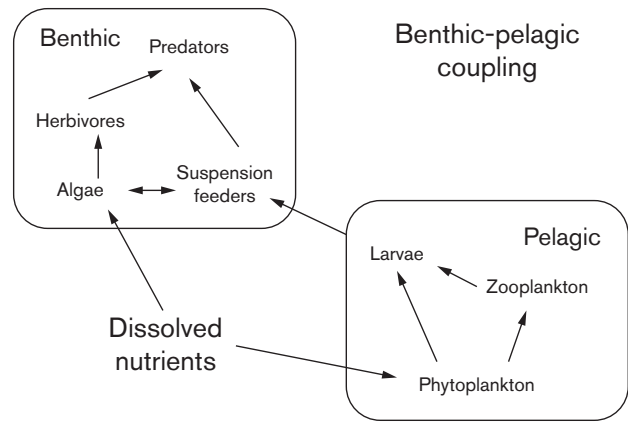 Benthic
Predators
Herbivores
Algae
Suspension
feeders
Benthic-pelagic
coupling
Pelagic
Larvae
Zooplankton
Phytoplankton
Dissolved
nutrients